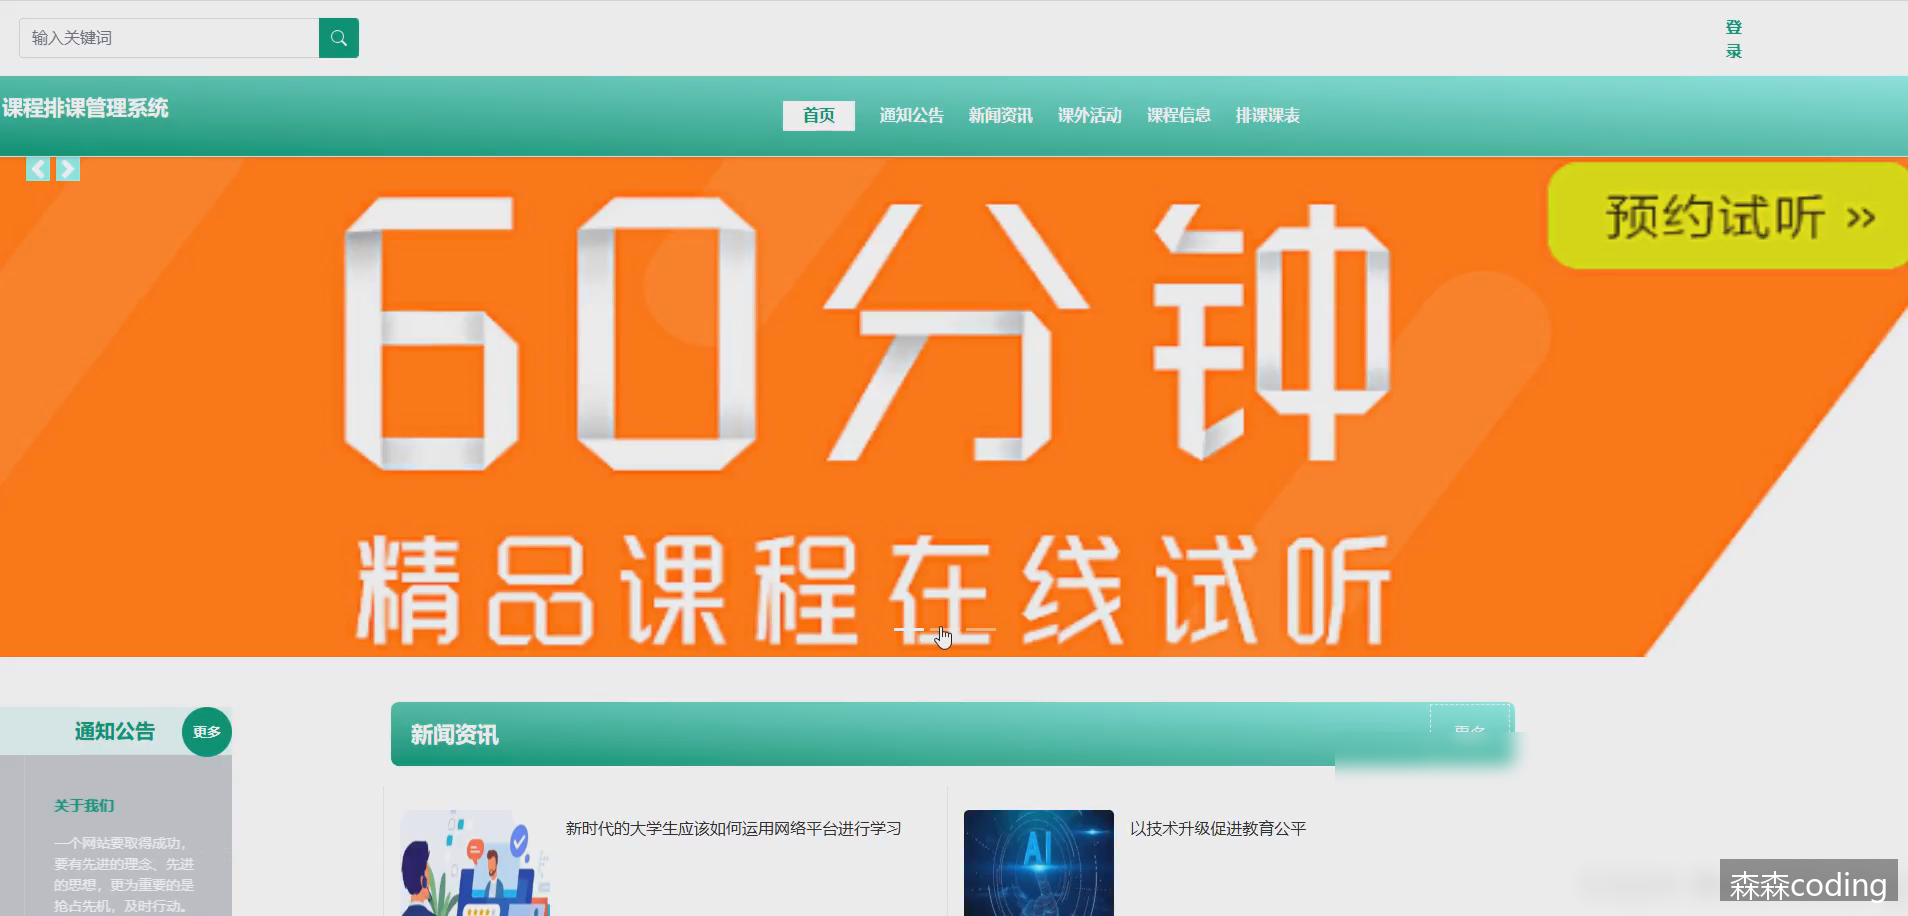 输入关键词
登
录
课程排课管理系统
首页 通知公告 新闻资讯 课外活动 课程信息 排课课表
预约试听 »
60分钟
精品课程在线试听
通知公告 更多
新闻资讯
更多
关于我们
一个网站要取得成功,
要有先进的理念、先进
的思想，更为重要的是
抢占先机，及时行动。
新时代的大学生应该如何运用网络平台进行学习
AI
以技术升级促进教育公平
森森coding